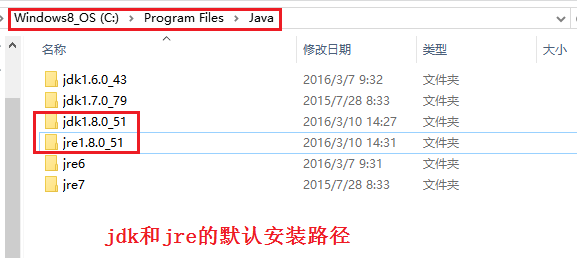 Windows8_OS (C:) > Program Files > Java
名称 修改日期 类型 大小
jdk1.6.0_43 2016/3/7 9:32 文件夹
jdk1.7.0_79 2015/7/28 8:33 文件夹
jdk1.8.0_51 2016/3/10 14:27 文件夹
jre1.8.0_51 2016/3/10 14:31 文件夹
jre6 2016/3/7 9:31 文件夹
jre7 2015/7/28 8:33 文件夹
jdk和jre的默认安装路径